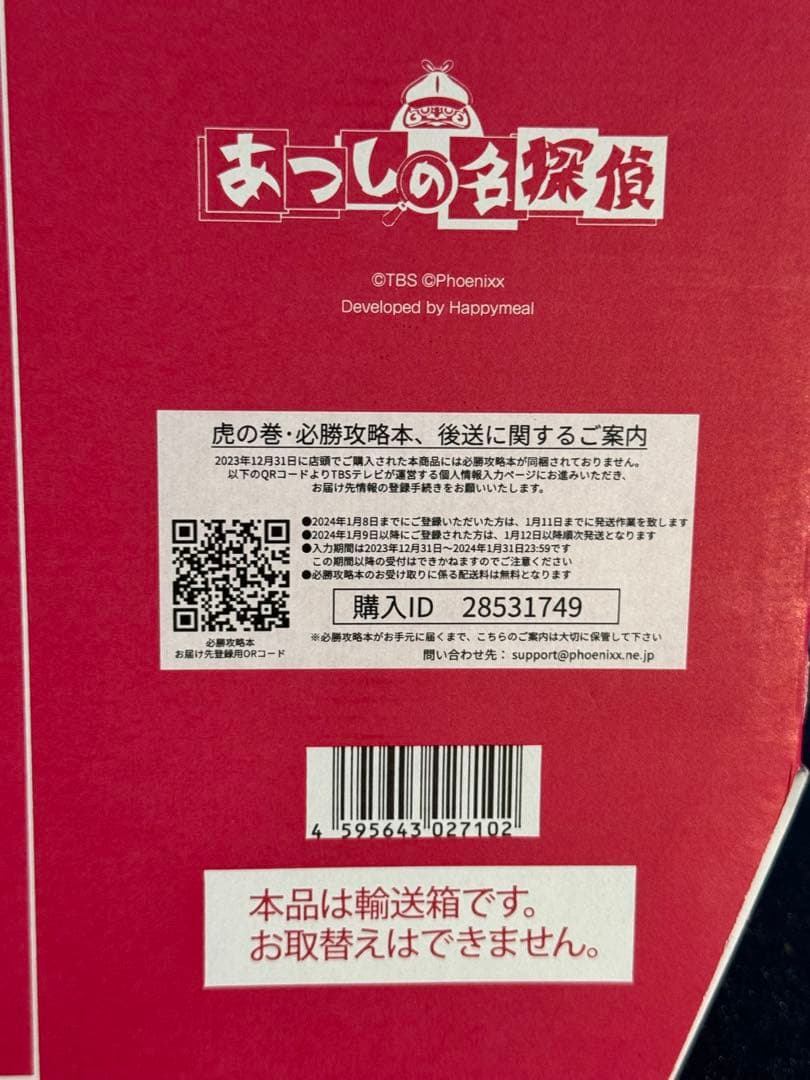 あつしの名探偵
©TBS ©Phoenixx
Developed by Happymeal
虎の巻･必勝攻略本、後送に関するご案内
2023年12月31日に店頭でご購入された本商品には必勝攻略本が同梱されておりません。
以下のQRコードよりTBSテレビが運営する個人情報入力ページにお進みいただき、
お届け先情報の登録手続きをお願いいたします。
●2024年1月8日までにご登録いただいた方は、1月11日までに発送作業を致します
●2024年1月9日以降にご登録された方は、1月12日以降順次発送となります
●入力期間は2023年12月31日〜2024年1月31日23:59です
この期間以降の受付はできかねますのでご注意ください
●必勝攻略本のお受け取りに係る配送料は無料となります
購入ID 28531749
必勝攻略本
お届け先登録用QRコード
※必勝攻略本がお手元に届くまで、こちらのご案内は大切に保管して下さい
問い合わせ先： support@phoenixx.ne.jp
4 595643 027102
本品は輸送箱です。
お取替えはできません。